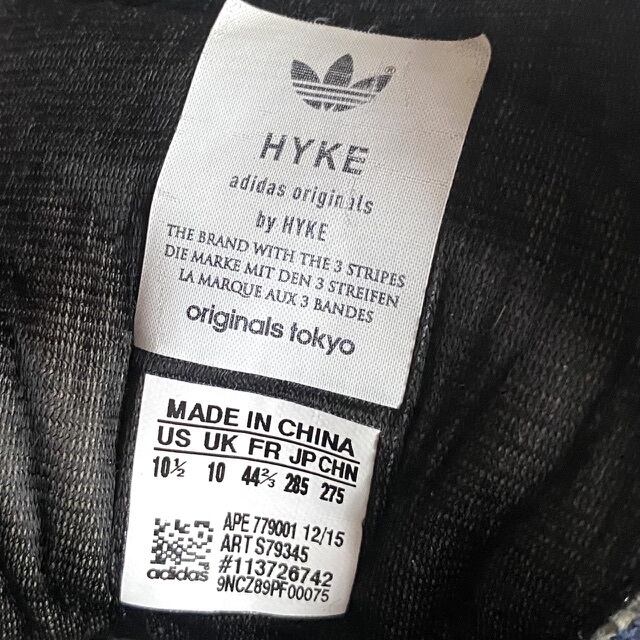 HYKE
adidas originals
by HYKE
THE BRAND WITH THE 3 STRIPES
DIE MARKE MIT DEN 3 STREIFEN
LA MARQUE AUX 3 BANDES
originals tokyo
MADE IN CHINA
US UK FR JP CHN
10½ 10 44⅔ 285 275
APE 779001 12/15
ART S79345
#113726742
9NCZ89PF00075
adidas